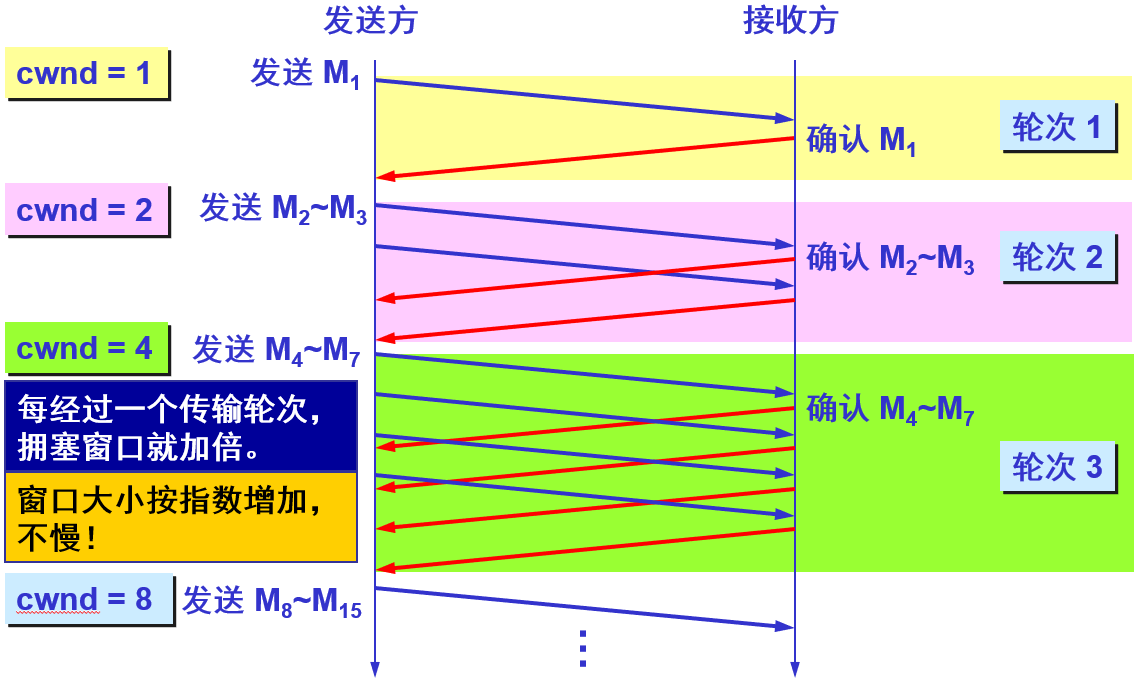 发送方
接收方
cwnd = 1
发送 M1
轮次 1
确认 M1
cwnd = 2
发送 M2~M3
确认 M2~M3
轮次 2
cwnd = 4
发送 M4~M7
每经过一个传输轮次，
拥塞窗口就加倍。
确认 M4~M7
轮次 3
窗口大小按指数增加，
不慢！
cwnd = 8
发送 M8~M15
⋮